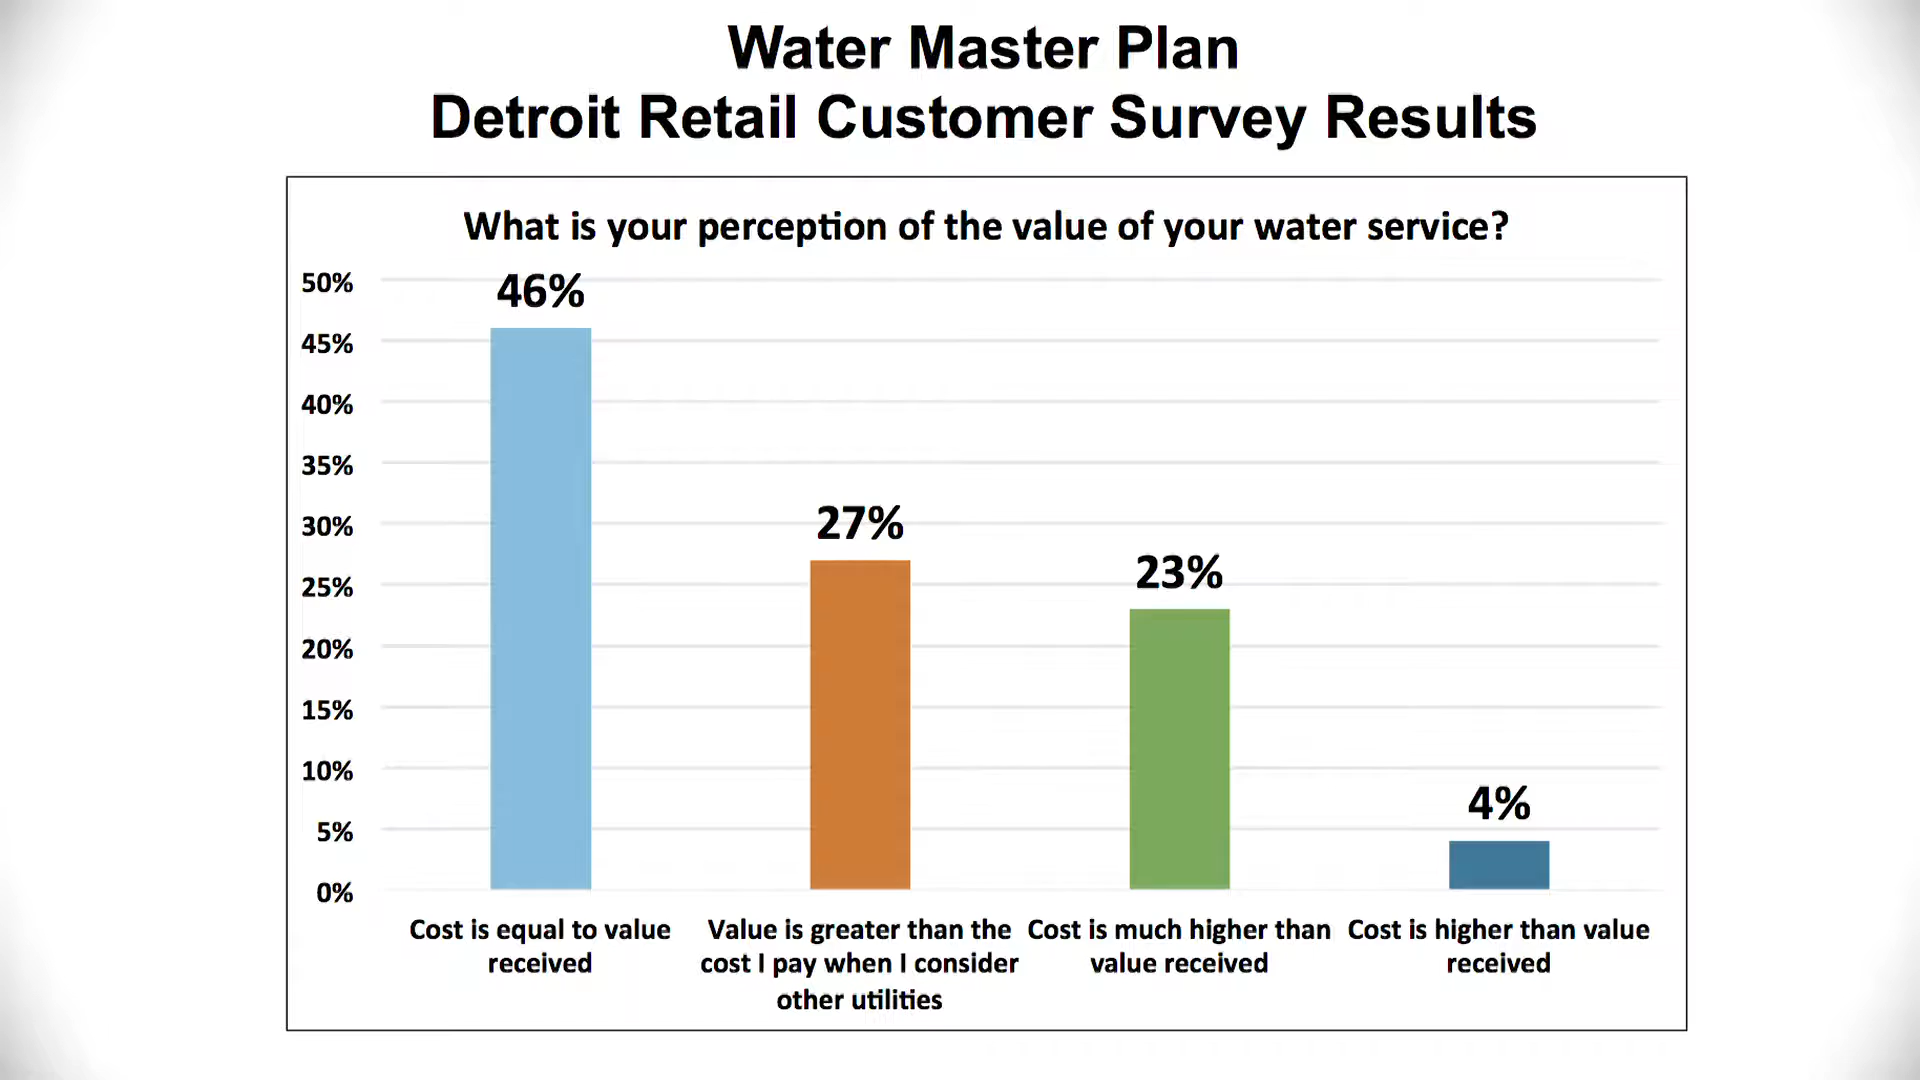 Water Master Plan
Detroit Retail Customer Survey Results
What is your perception of the value of your water service?
50%
45%
40%
35%
30%
25%
20%
15%
10%
5%
0%
46%
27%
23%
4%
Cost is equal to value
received
Value is greater than the
cost I pay when I consider
other utilities
Cost is much higher than
value received
Cost is higher than value
received